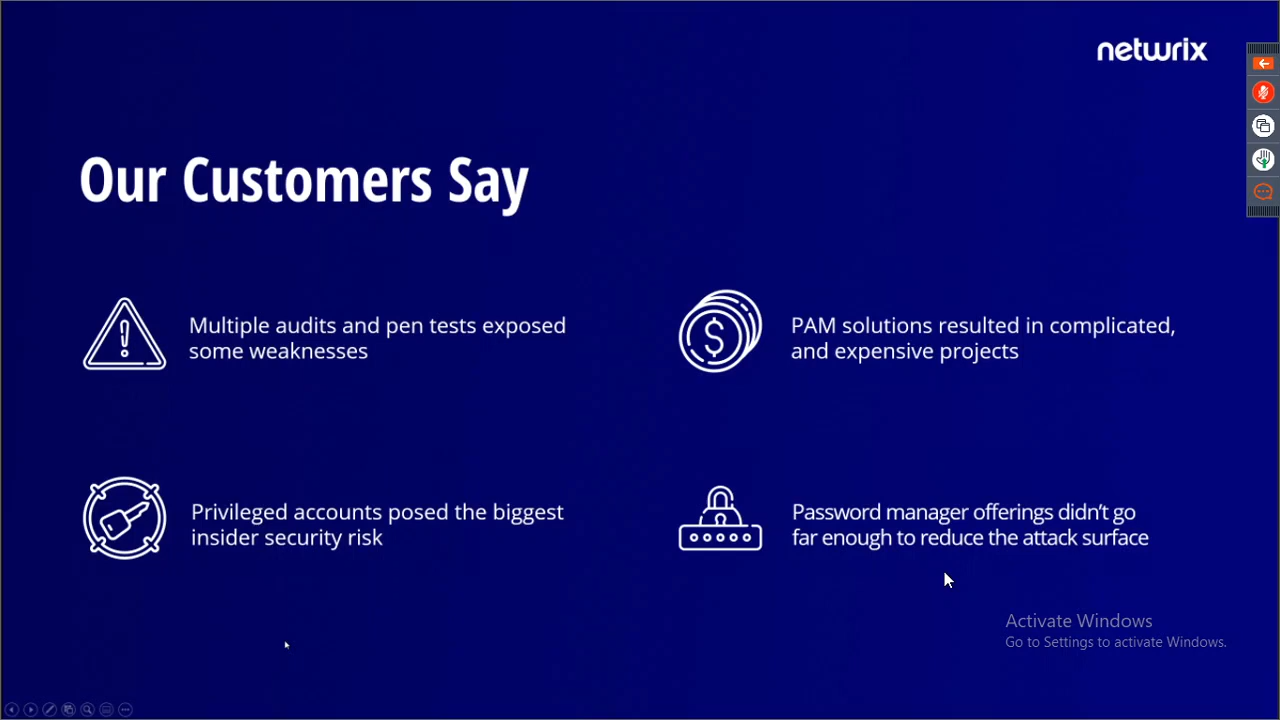 netwrix
Our Customers Say
Multiple audits and pen tests exposed
some weaknesses
PAM solutions resulted in complicated,
and expensive projects
Privileged accounts posed the biggest
insider security risk
Password manager offerings didn't go
far enough to reduce the attack surface
Activate Windows
Go to Settings to activate Windows.